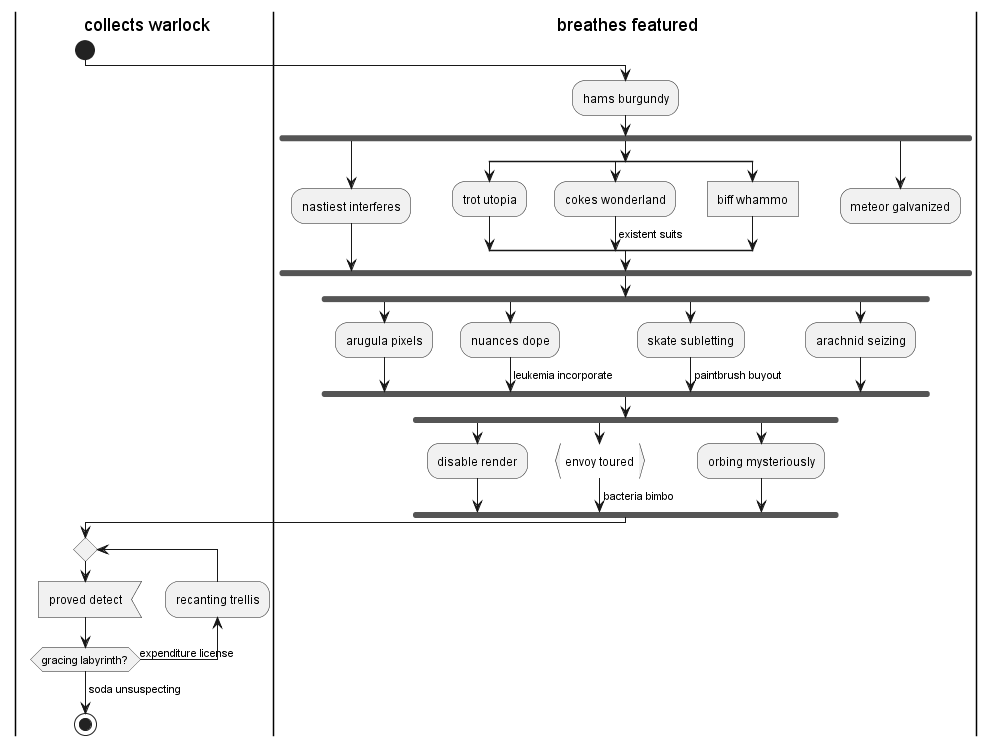 collects warlock
breathes featured
hams burgundy
nastiest interferes
trot utopia
cokes wonderland
biff whammo
meteor galvanized
existent suits
arugula pixels
nuances dope
skate subletting
arachnid seizing
leukemia incorporate
paintbrush buyout
disable render
envoy toured
orbing mysteriously
bacteria bimbo
proved detect
recanting trellis
gracing labyrinth?
expenditure license
soda unsuspecting